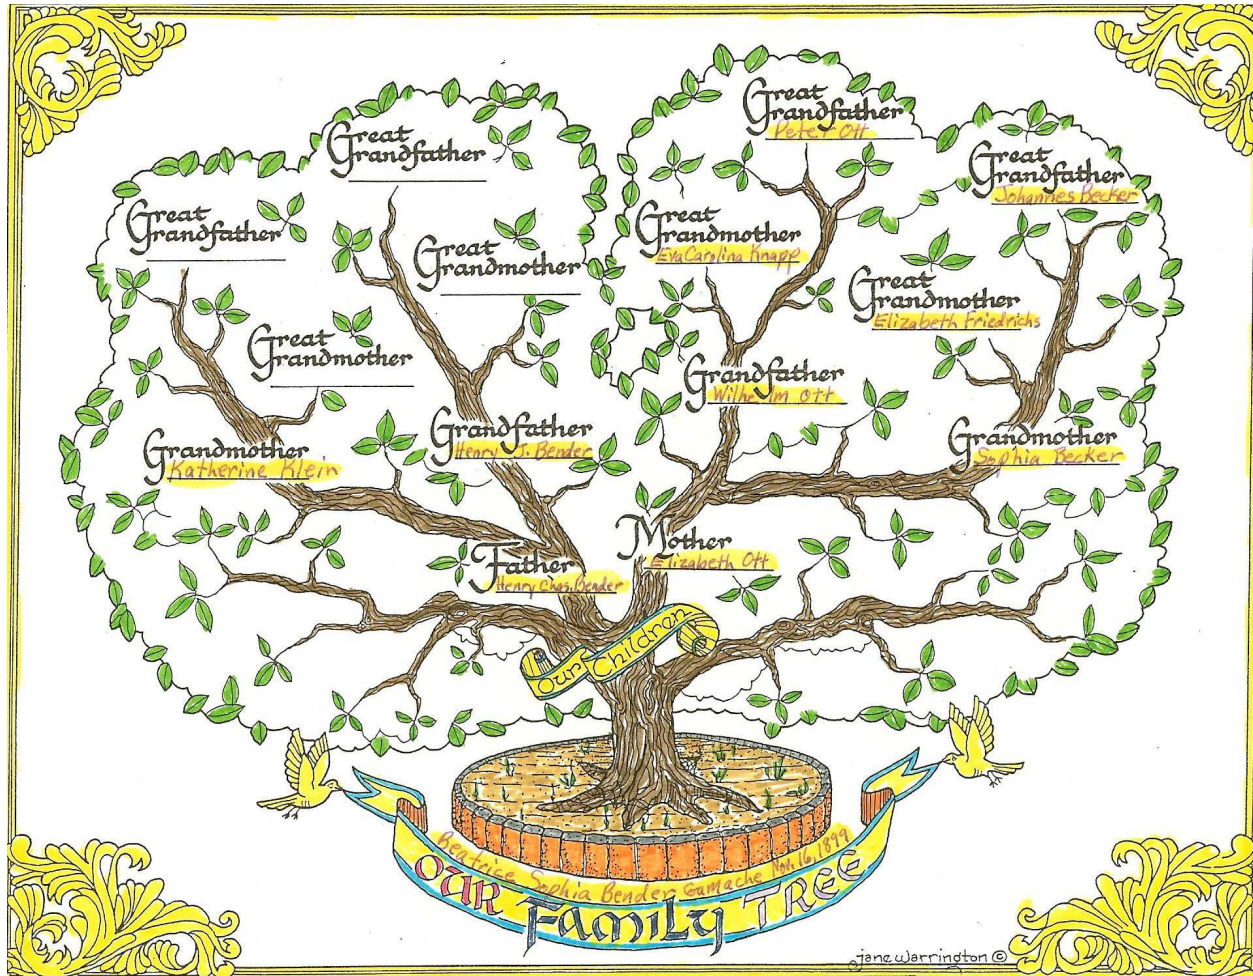 Great
Grandfather
Peter Ott
Great
Grandfather
Great
Grandfather
Johannes Becker
Great
Grandfather
Great
Grandmother
Eva Carolina Knapp
Great
Grandmother
Great
Grandmother
Elizabeth Friedrichs
Great
Grandmother
Grandfather
Wilhelm Ott
Grandmother
Katherine Klein
Grandfather
Henry J. Bender
Grandmother
Sophia Becker
Mother
Elizabeth Ott
Father
Henry Chas. Bender
Our Children
Beatrice Sophia Bender Gamache Nov. 16, 1899
OUR FAMILY TREE
jane warrington ©